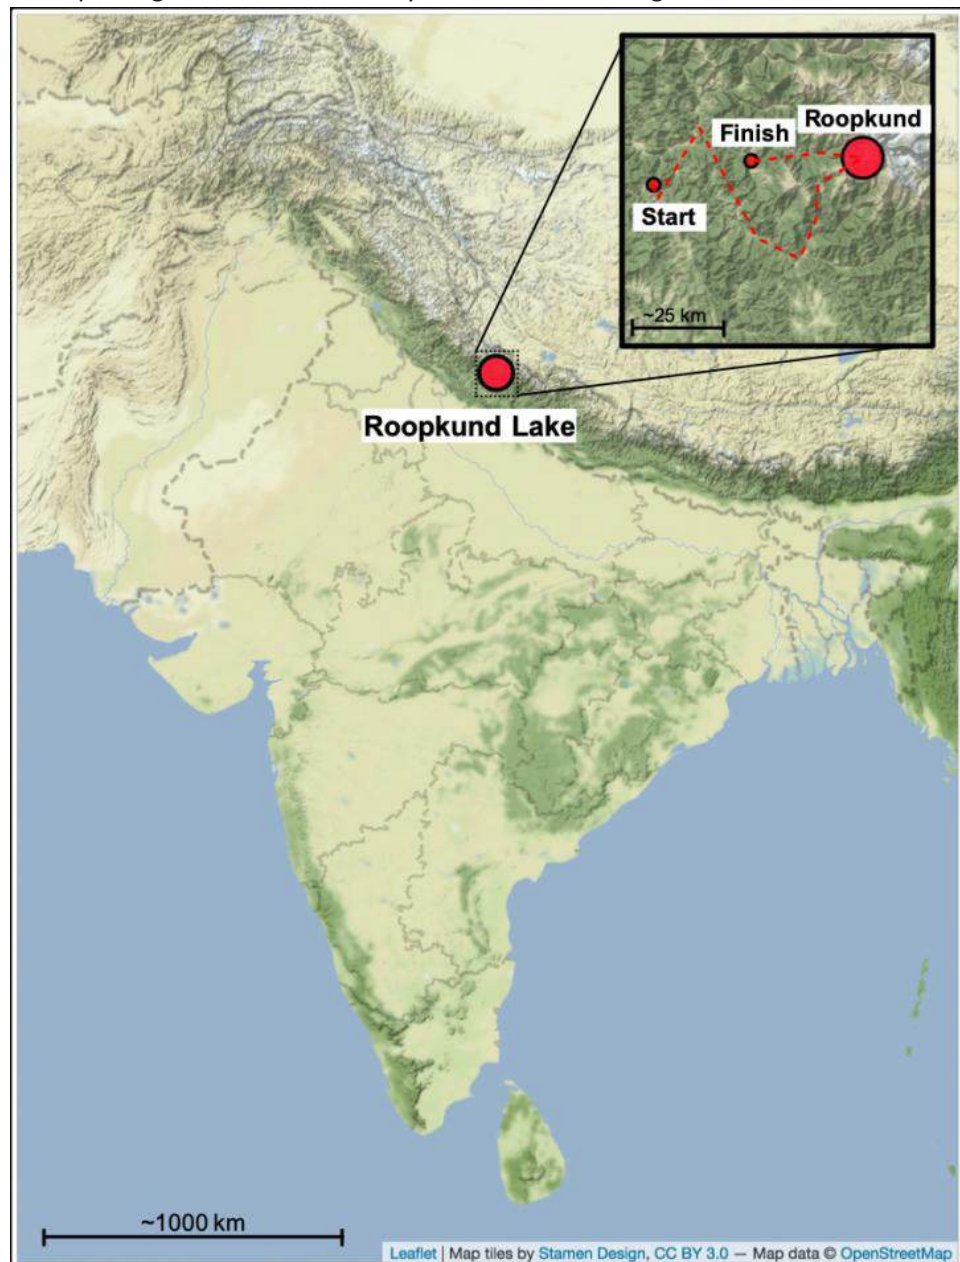 Roopkund
Finish
Start
~25 km
Roopkund Lake
~1000 km
Leaflet | Map tiles by Stamen Design, CC BY 3.0 — Map data © OpenStreetMap